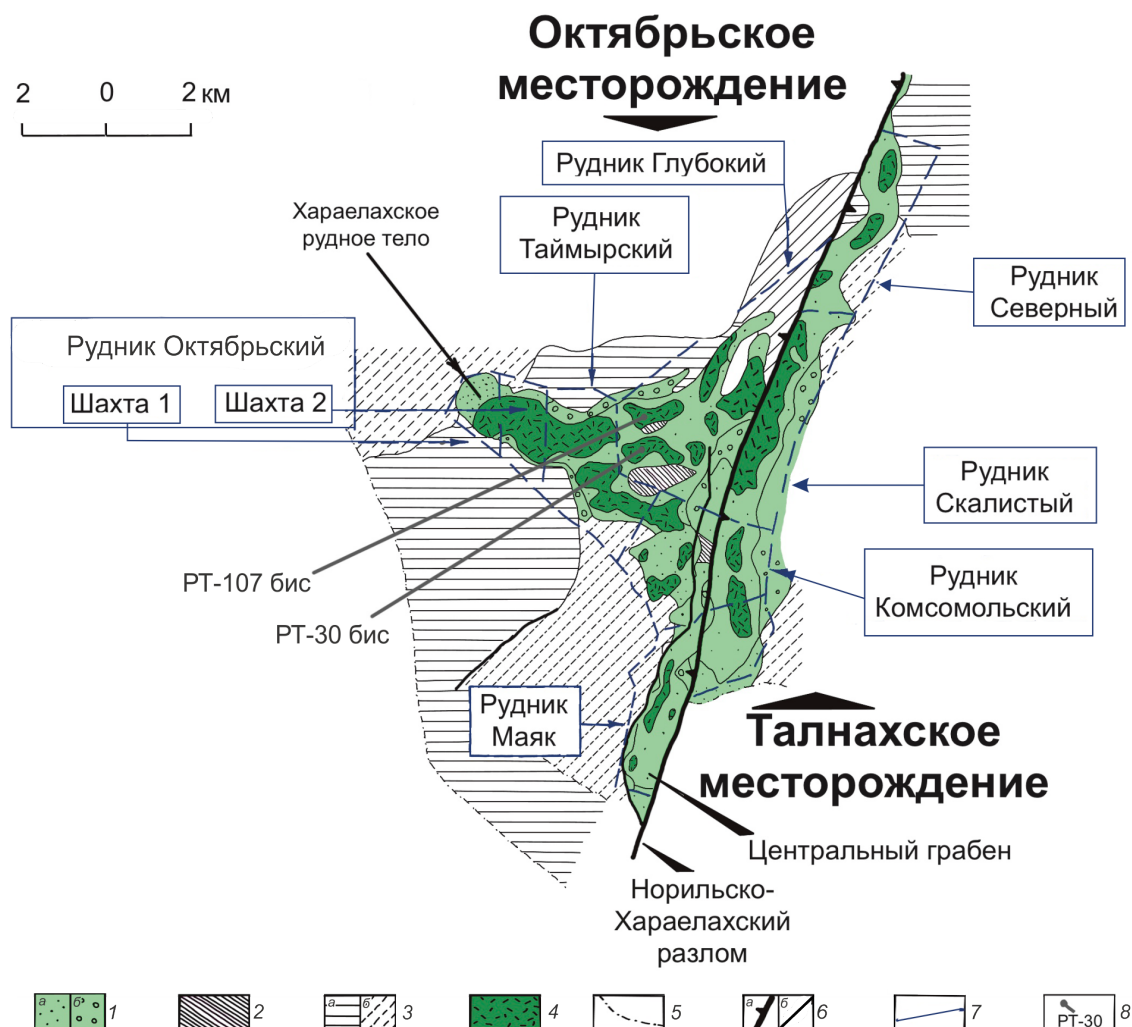 Октябрьское
месторождение
2 0 2 км
Рудник Глубокий
Хараелахское
рудное тело
Рудник
Таймырский
Рудник
Северный
Рудник Октябрьский
Шахта 1 Шахта 2
Рудник
Скалистый
РТ-107 бис
Рудник
Комсомольский
РТ-30 бис
Рудник
Маяк
Талнахское
месторождение
Центральный грабен
Норильско-
Хараелахский
разлом
а б 1 2 а б 3 4 5 а б 6 7 РТ-30 8